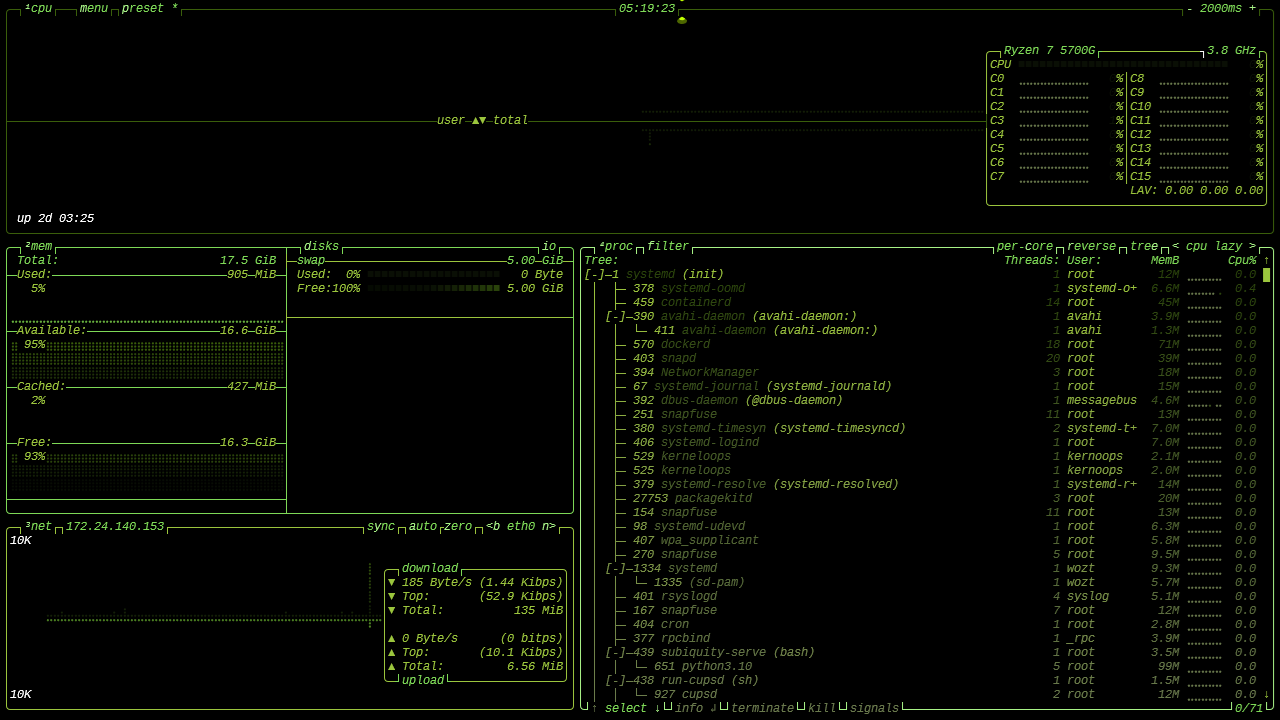 ¹cpu menu preset * 05:19:23 - 2000ms +
Ryzen 7 5700G 3.8 GHz
CPU %
C0 % C8 %
C1 % C9 %
C2 % C10 %
C3 % C11 %
user ▲▼ total
C4 % C12 %
C5 % C13 %
C6 % C14 %
C7 % C15 %
LAV: 0.00 0.00 0.00
up 2d 03:25
²mem
Total: 17.5 GiB
Used: 905 MiB
5%
Available: 16.6 GiB
95%
Cached: 427 MiB
2%
Free: 16.3 GiB
93%
disks io
swap 5.00 GiB
Used: 0% 0 Byte
Free:100% 5.00 GiB
³net 172.24.140.153 sync auto zero <b eth0 n>
10K
download
▼ 185 Byte/s (1.44 Kibps)
▼ Top: (52.9 Kibps)
▼ Total: 135 MiB
▲ 0 Byte/s (0 bitps)
▲ Top: (10.1 Kibps)
▲ Total: 6.56 MiB
upload
10K
⁴proc filter per-core reverse tree < cpu lazy >
Tree: Threads: User: MemB Cpu% ↑
[-]─1 systemd (init) 1 root 12M 0.0
├─ 378 systemd-oomd 1 systemd-o+ 6.6M 0.4
├─ 459 containerd 14 root 45M 0.0
[-]─390 avahi-daemon (avahi-daemon:) 1 avahi 3.9M 0.0
└─ 411 avahi-daemon (avahi-daemon:) 1 avahi 1.3M 0.0
├─ 570 dockerd 18 root 71M 0.0
├─ 403 snapd 20 root 39M 0.0
├─ 394 NetworkManager 3 root 18M 0.0
├─ 67 systemd-journal (systemd-journald) 1 root 15M 0.0
├─ 392 dbus-daemon (@dbus-daemon) 1 messagebus 4.6M 0.0
├─ 251 snapfuse 11 root 13M 0.0
├─ 380 systemd-timesyn (systemd-timesyncd) 2 systemd-t+ 7.0M 0.0
├─ 406 systemd-logind 1 root 7.0M 0.0
├─ 529 kerneloops 1 kernoops 2.1M 0.0
├─ 525 kerneloops 1 kernoops 2.0M 0.0
├─ 379 systemd-resolve (systemd-resolved) 1 systemd-r+ 14M 0.0
├─ 27753 packagekitd 3 root 20M 0.0
├─ 154 snapfuse 11 root 13M 0.0
├─ 98 systemd-udevd 1 root 6.3M 0.0
├─ 407 wpa_supplicant 1 root 5.8M 0.0
├─ 270 snapfuse 5 root 9.5M 0.0
[-]─1334 systemd 1 wozt 9.3M 0.0
└─ 1335 (sd-pam) 1 wozt 5.7M 0.0
├─ 401 rsyslogd 4 syslog 5.1M 0.0
├─ 167 snapfuse 7 root 12M 0.0
├─ 404 cron 1 root 2.8M 0.0
├─ 377 rpcbind 1 _rpc 3.9M 0.0
[-]─439 subiquity-serve (bash) 1 root 3.5M 0.0
└─ 651 python3.10 5 root 99M 0.0
[-]─438 run-cupsd (sh) 1 root 1.5M 0.0
└─ 927 cupsd 2 root 12M 0.0 ↓
↑ select ↓ info ↲ terminate kill signals 0/71